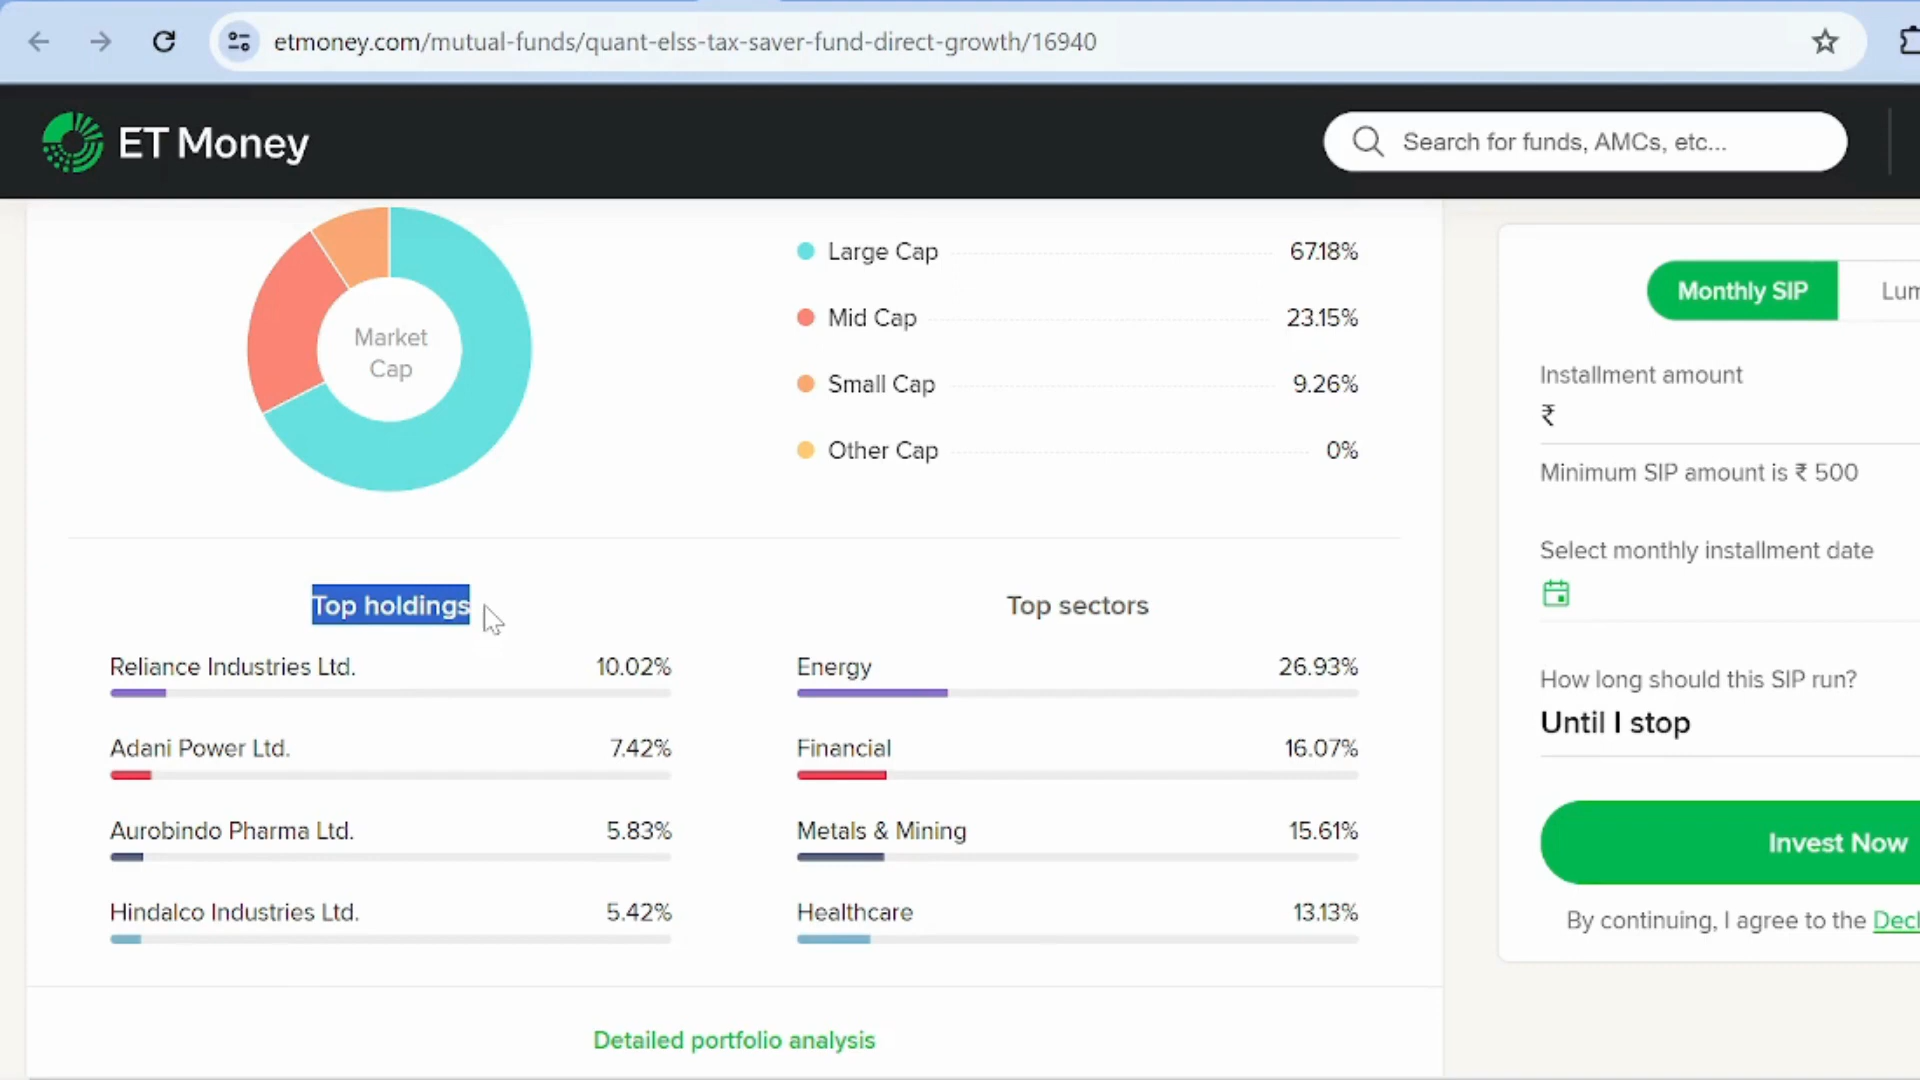 etmoney.com/mutual-funds/quant-elss-tax-saver-fund-direct-growth/16940
ET Money
Search for funds, AMCs, etc...
Market
Cap
Large Cap 67.18%
Mid Cap 23.15%
Small Cap 9.26%
Other Cap 0%
Top holdings
Reliance Industries Ltd. 10.02%
Adani Power Ltd. 7.42%
Aurobindo Pharma Ltd. 5.83%
Hindalco Industries Ltd. 5.42%
Top sectors
Energy 26.93%
Financial 16.07%
Metals & Mining 15.61%
Healthcare 13.13%
Detailed portfolio analysis
Monthly SIP Lum
Installment amount
₹
Minimum SIP amount is ₹ 500
Select monthly installment date
How long should this SIP run?
Until I stop
Invest Now
By continuing, I agree to the Decl